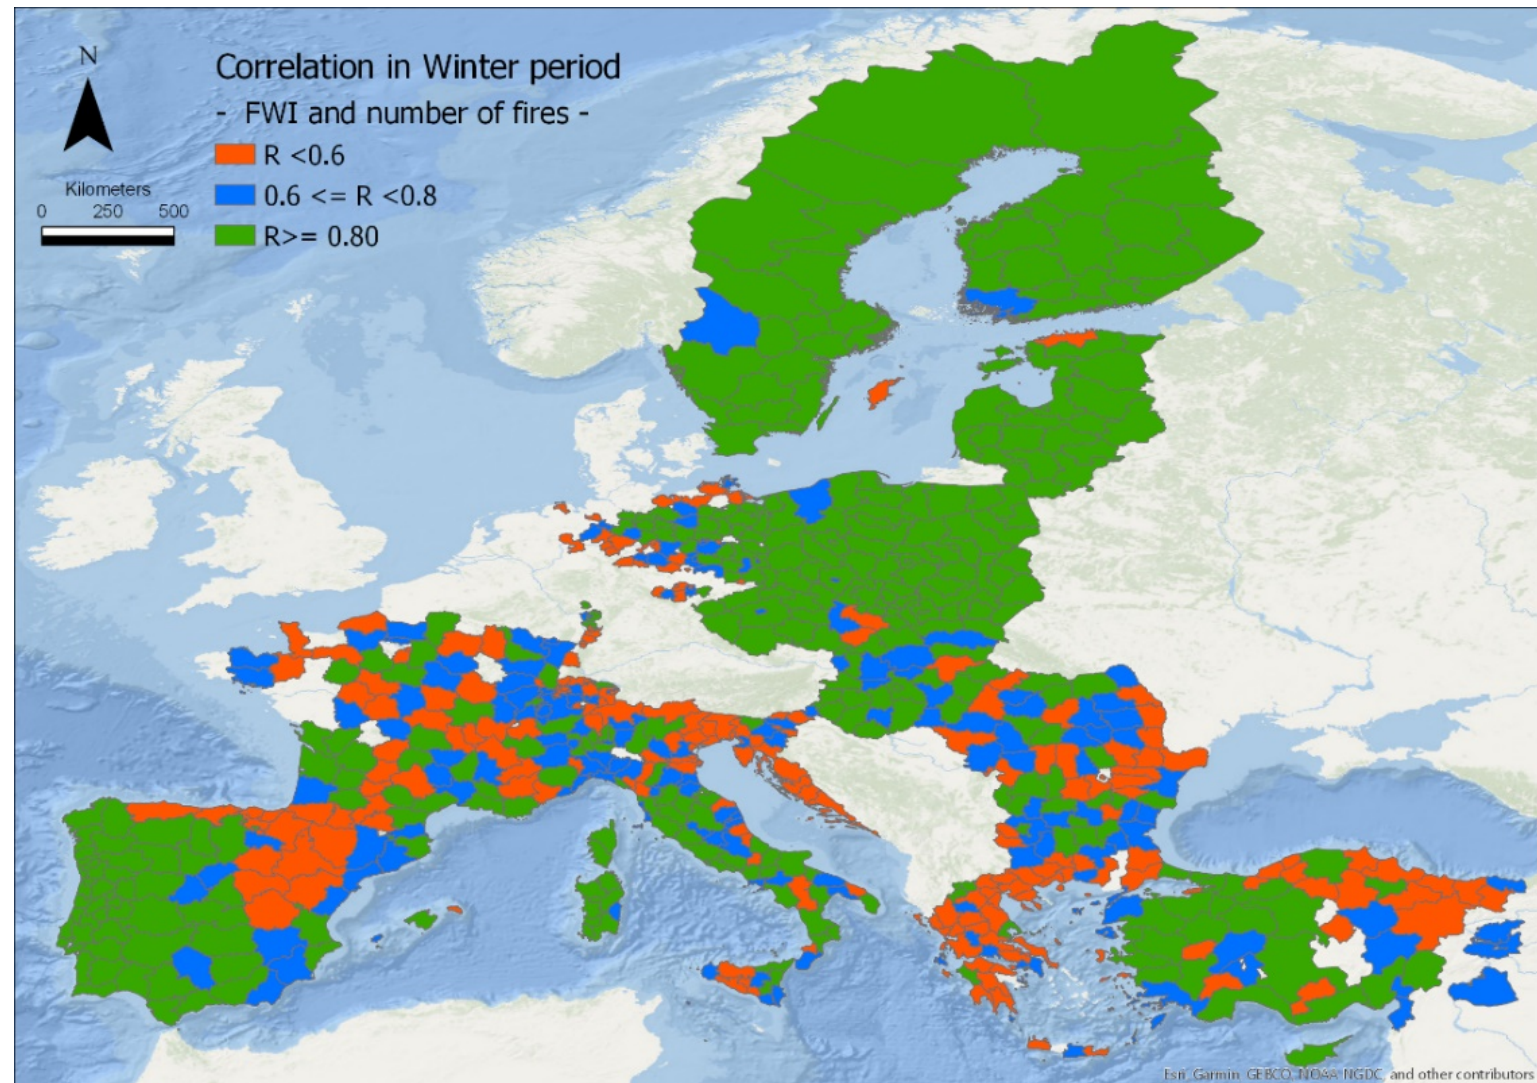 N
Kilometers
0 250 500
Correlation in Winter period
- FWI and number of fires -
R <0.6
0.6 <= R <0.8
R>= 0.80
Esri, Garmin, GEBCO, NOAA NGDC, and other contributors